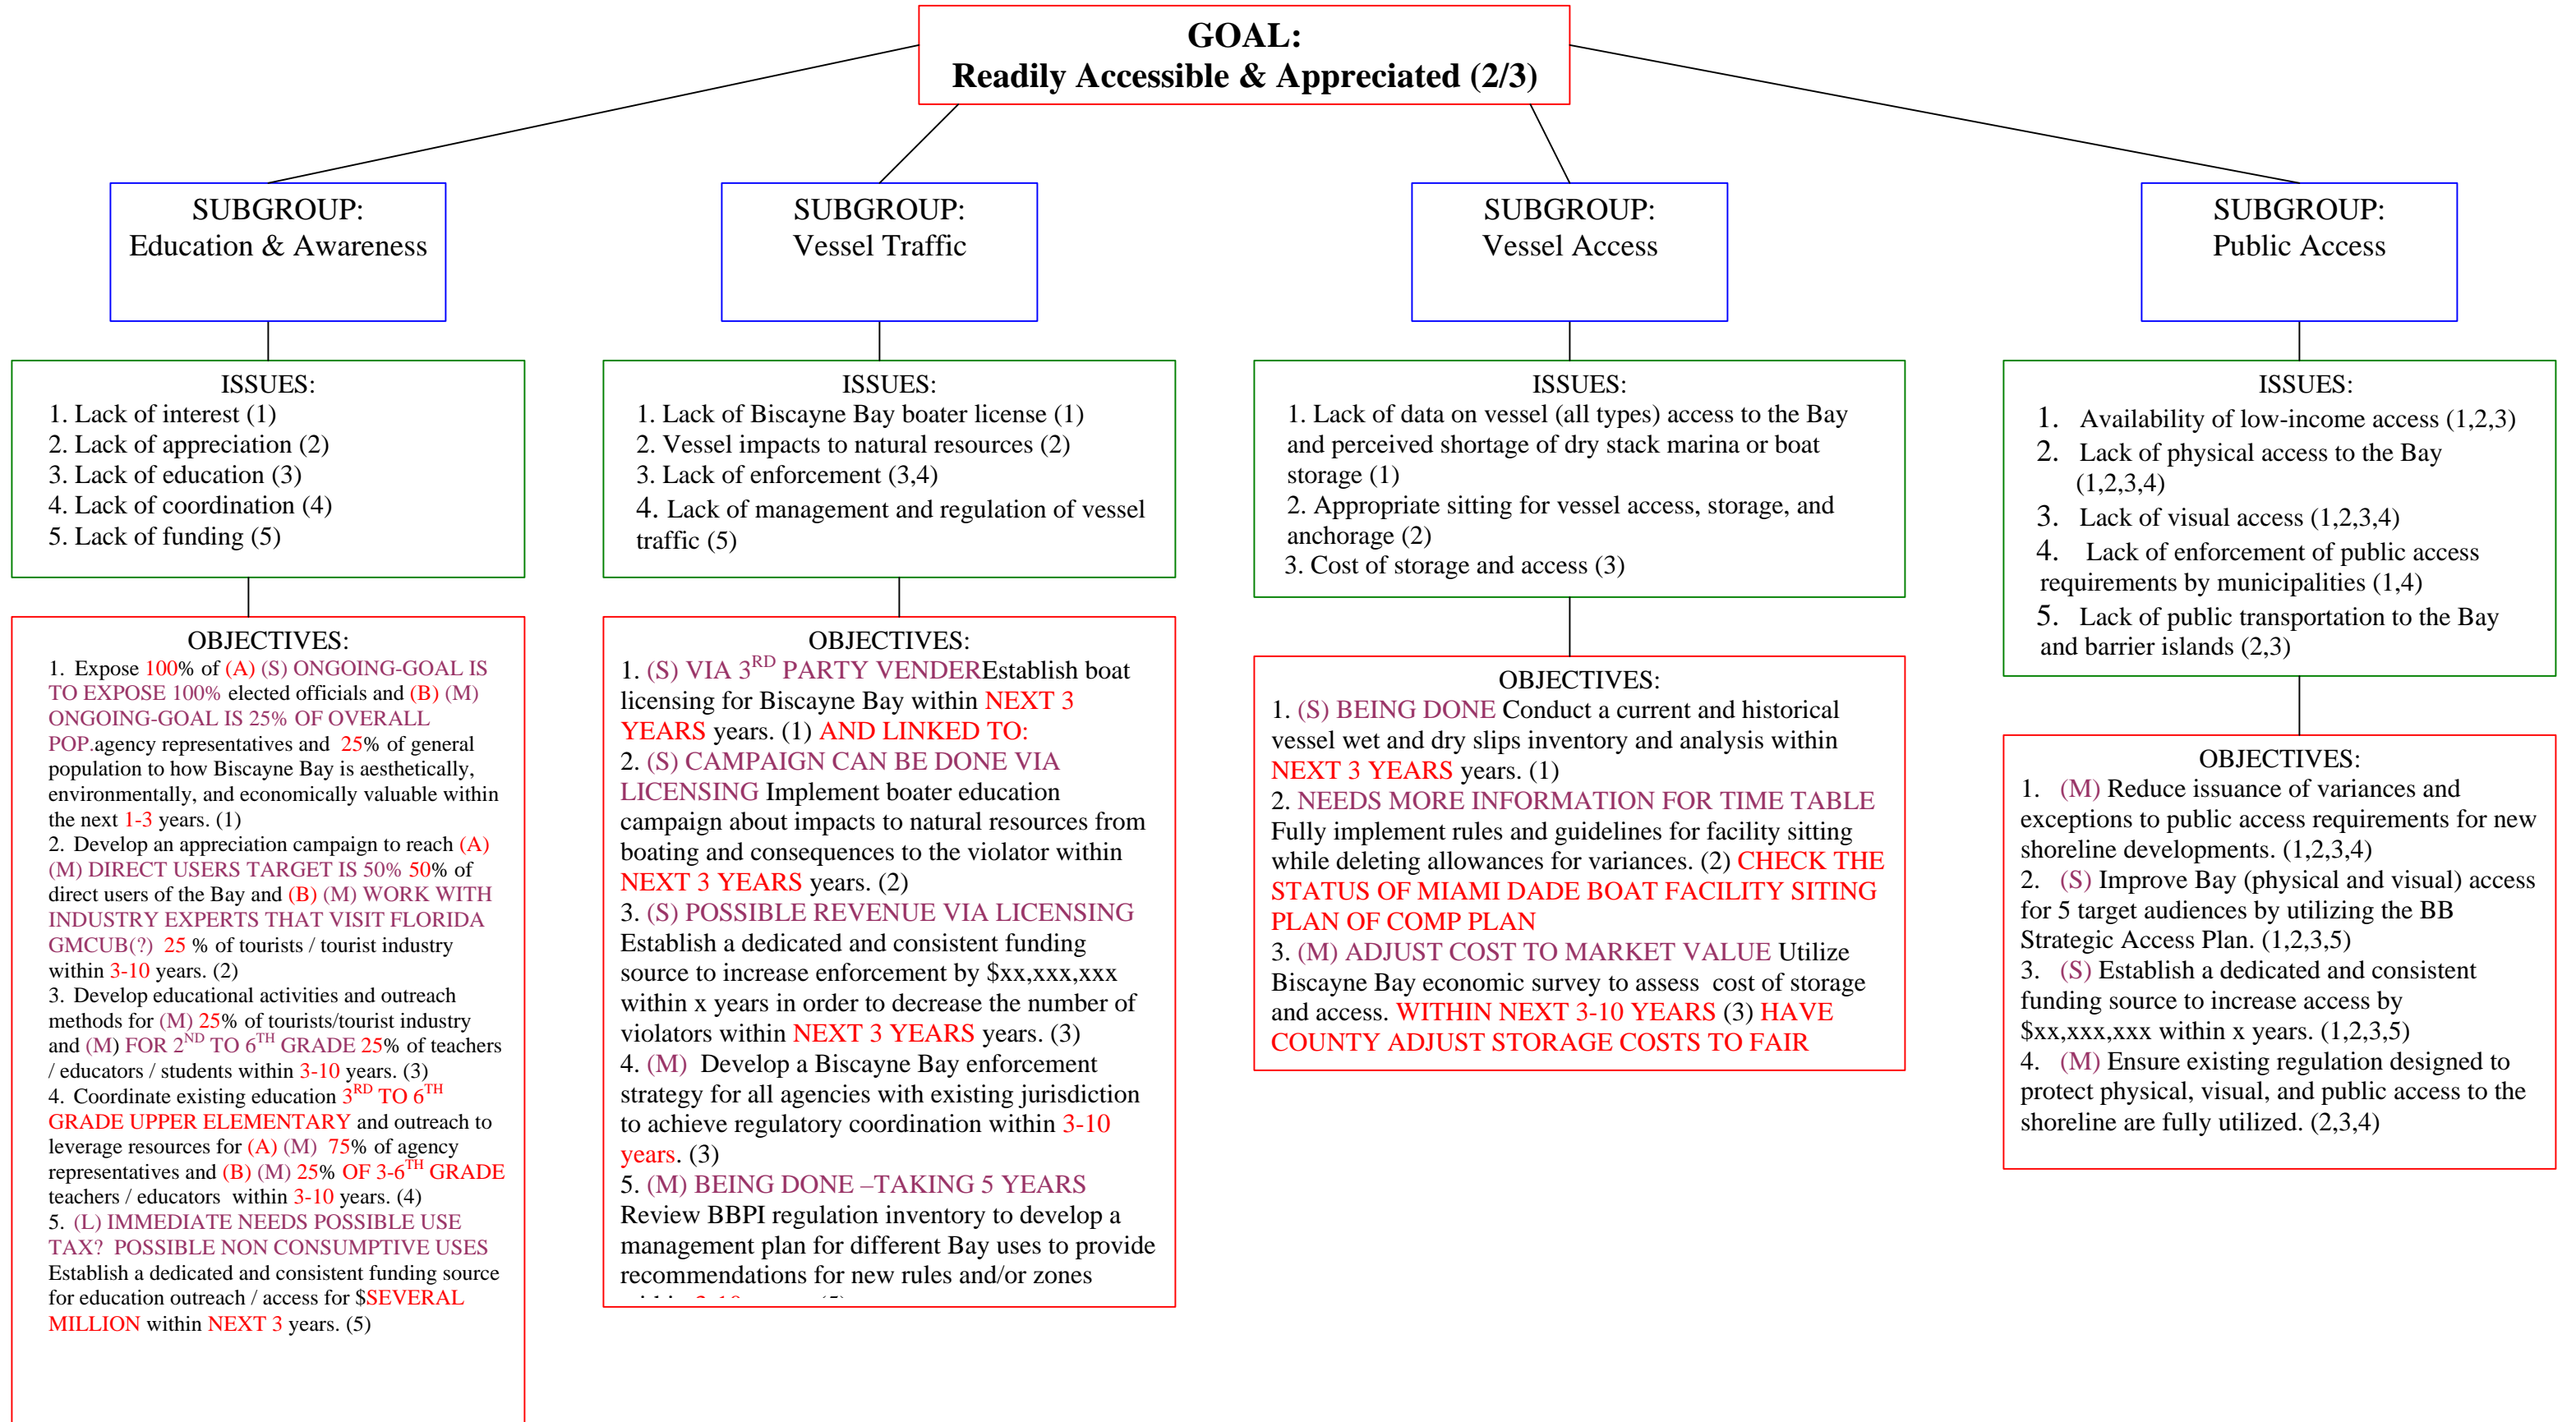 GOAL:
Readily Accessible & Appreciated (2/3)
SUBGROUP:
Education & Awareness
SUBGROUP:
Vessel Traffic
SUBGROUP:
Vessel Access
SUBGROUP:
Public Access
ISSUES:
1. Lack of interest (1)
2. Lack of appreciation (2)
3. Lack of education (3)
4. Lack of coordination (4)
5. Lack of funding (5)
ISSUES:
1. Lack of Biscayne Bay boater license (1)
2. Vessel impacts to natural resources (2)
3. Lack of enforcement (3,4)
4. Lack of management and regulation of vessel
traffic (5)
ISSUES:
1. Lack of data on vessel (all types) access to the Bay
and perceived shortage of dry stack marina or boat
storage (1)
2. Appropriate sitting for vessel access, storage, and
anchorage (2)
3. Cost of storage and access (3)
ISSUES:
1. Availability of low-income access (1,2,3)
2. Lack of physical access to the Bay
(1,2,3,4)
3. Lack of visual access (1,2,3,4)
4. Lack of enforcement of public access
requirements by municipalities (1,4)
5. Lack of public transportation to the Bay
and barrier islands (2,3)
OBJECTIVES:
1. Expose 100% of (A) (S) ONGOING-GOAL IS
TO EXPOSE 100% elected officials and (B) (M)
ONGOING-GOAL IS 25% OF OVERALL
POP.agency representatives and 25% of general
population to how Biscayne Bay is aesthetically,
environmentally, and economically valuable within
the next 1-3 years. (1)
2. Develop an appreciation campaign to reach (A)
(M) DIRECT USERS TARGET IS 50% 50% of
direct users of the Bay and (B) (M) WORK WITH
INDUSTRY EXPERTS THAT VISIT FLORIDA
GMCUB(?) 25 % of tourists / tourist industry
within 3-10 years. (2)
3. Develop educational activities and outreach
methods for (M) 25% of tourists/tourist industry
and (M) FOR 2ND TO 6TH GRADE 25% of teachers
/ educators / students within 3-10 years. (3)
4. Coordinate existing education 3RD TO 6TH
GRADE UPPER ELEMENTARY and outreach to
leverage resources for (A) (M) 75% of agency
representatives and (B) (M) 25% OF 3-6TH GRADE
teachers / educators within 3-10 years. (4)
5. (L) IMMEDIATE NEEDS POSSIBLE USE
TAX? POSSIBLE NON CONSUMPTIVE USES
Establish a dedicated and consistent funding source
for education outreach / access for $SEVERAL
MILLION within NEXT 3 years. (5)
OBJECTIVES:
1. (S) VIA 3RD PARTY VENDEREstablish boat
licensing for Biscayne Bay within NEXT 3
YEARS years. (1) AND LINKED TO:
2. (S) CAMPAIGN CAN BE DONE VIA
LICENSING Implement boater education
campaign about impacts to natural resources from
boating and consequences to the violator within
NEXT 3 YEARS years. (2)
3. (S) POSSIBLE REVENUE VIA LICENSING
Establish a dedicated and consistent funding
source to increase enforcement by $xx,xxx,xxx
within x years in order to decrease the number of
violators within NEXT 3 YEARS years. (3)
4. (M) Develop a Biscayne Bay enforcement
strategy for all agencies with existing jurisdiction
to achieve regulatory coordination within 3-10
years. (3)
5. (M) BEING DONE –TAKING 5 YEARS
Review BBPI regulation inventory to develop a
management plan for different Bay uses to provide
recommendations for new rules and/or zones
OBJECTIVES:
1. (S) BEING DONE Conduct a current and historical
vessel wet and dry slips inventory and analysis within
NEXT 3 YEARS years. (1)
2. NEEDS MORE INFORMATION FOR TIME TABLE
Fully implement rules and guidelines for facility sitting
while deleting allowances for variances. (2) CHECK THE
STATUS OF MIAMI DADE BOAT FACILITY SITING
PLAN OF COMP PLAN
3. (M) ADJUST COST TO MARKET VALUE Utilize
Biscayne Bay economic survey to assess cost of storage
and access. WITHIN NEXT 3-10 YEARS (3) HAVE
COUNTY ADJUST STORAGE COSTS TO FAIR
OBJECTIVES:
1. (M) Reduce issuance of variances and
exceptions to public access requirements for new
shoreline developments. (1,2,3,4)
2. (S) Improve Bay (physical and visual) access
for 5 target audiences by utilizing the BB
Strategic Access Plan. (1,2,3,5)
3. (S) Establish a dedicated and consistent
funding source to increase access by
$xx,xxx,xxx within x years. (1,2,3,5)
4. (M) Ensure existing regulation designed to
protect physical, visual, and public access to the
shoreline are fully utilized. (2,3,4)